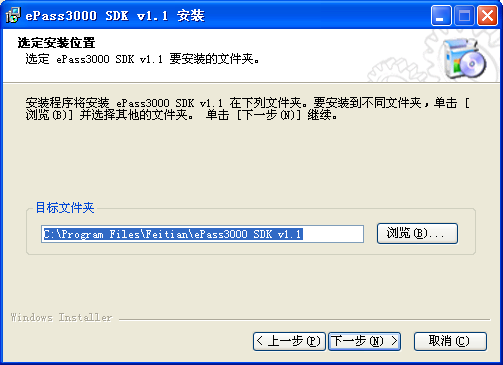 ePass3000 SDK v1.1 安装
选定安装位置
选定 ePass3000 SDK v1.1 要安装的文件夹。
安装程序将安装 ePass3000 SDK v1.1 在下列文件夹。要安装到不同文件夹，单击 [
浏览(B)] 并选择其他的文件夹。 单击 [下一步(N)] 继续。
目标文件夹
C:\Program Files\Feitian\ePass3000 SDK v1.1
浏览(B)...
Windows Installer
< 上一步(P)
下一步(N) >
取消(C)